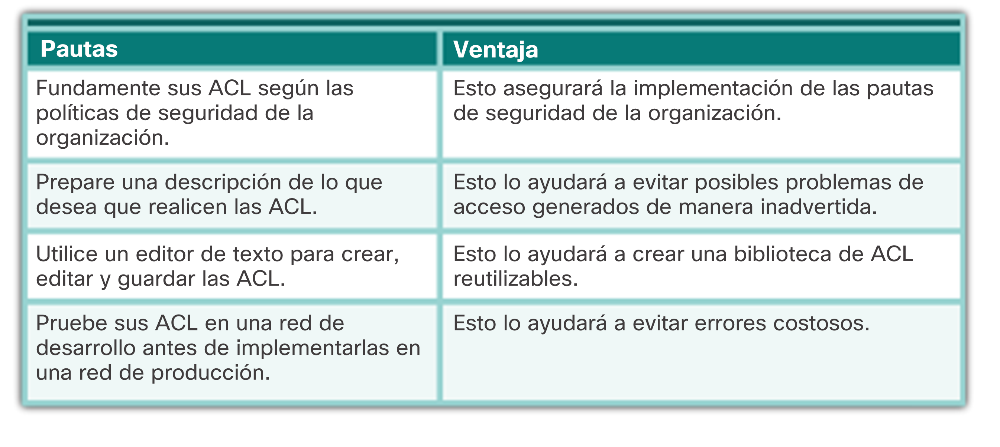 Pautas
Ventaja
Fundamente sus ACL según las
políticas de seguridad de la
organización.
Esto asegurará la implementación de las pautas
de seguridad de la organización.
Prepare una descripción de lo que
desea que realicen las ACL.
Esto lo ayudará a evitar posibles problemas de
acceso generados de manera inadvertida.
Utilice un editor de texto para crear,
editar y guardar las ACL.
Esto lo ayudará a crear una biblioteca de ACL
reutilizables.
Pruebe sus ACL en una red de
desarrollo antes de implementarlas en
una red de producción.
Esto lo ayudará a evitar errores costosos.